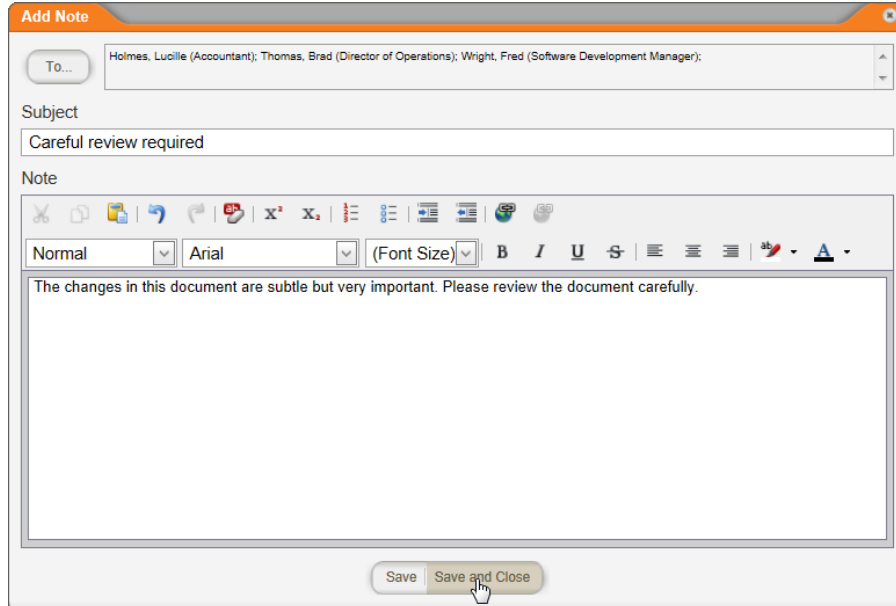 Add Note
To...
Holmes, Lucille (Accountant); Thomas, Brad (Director of Operations); Wright, Fred (Software Development Manager);
Subject
Careful review required
Note
Normal Arial (Font Size) B I U S A
The changes in this document are subtle but very important. Please review the document carefully.
Save Save and Close